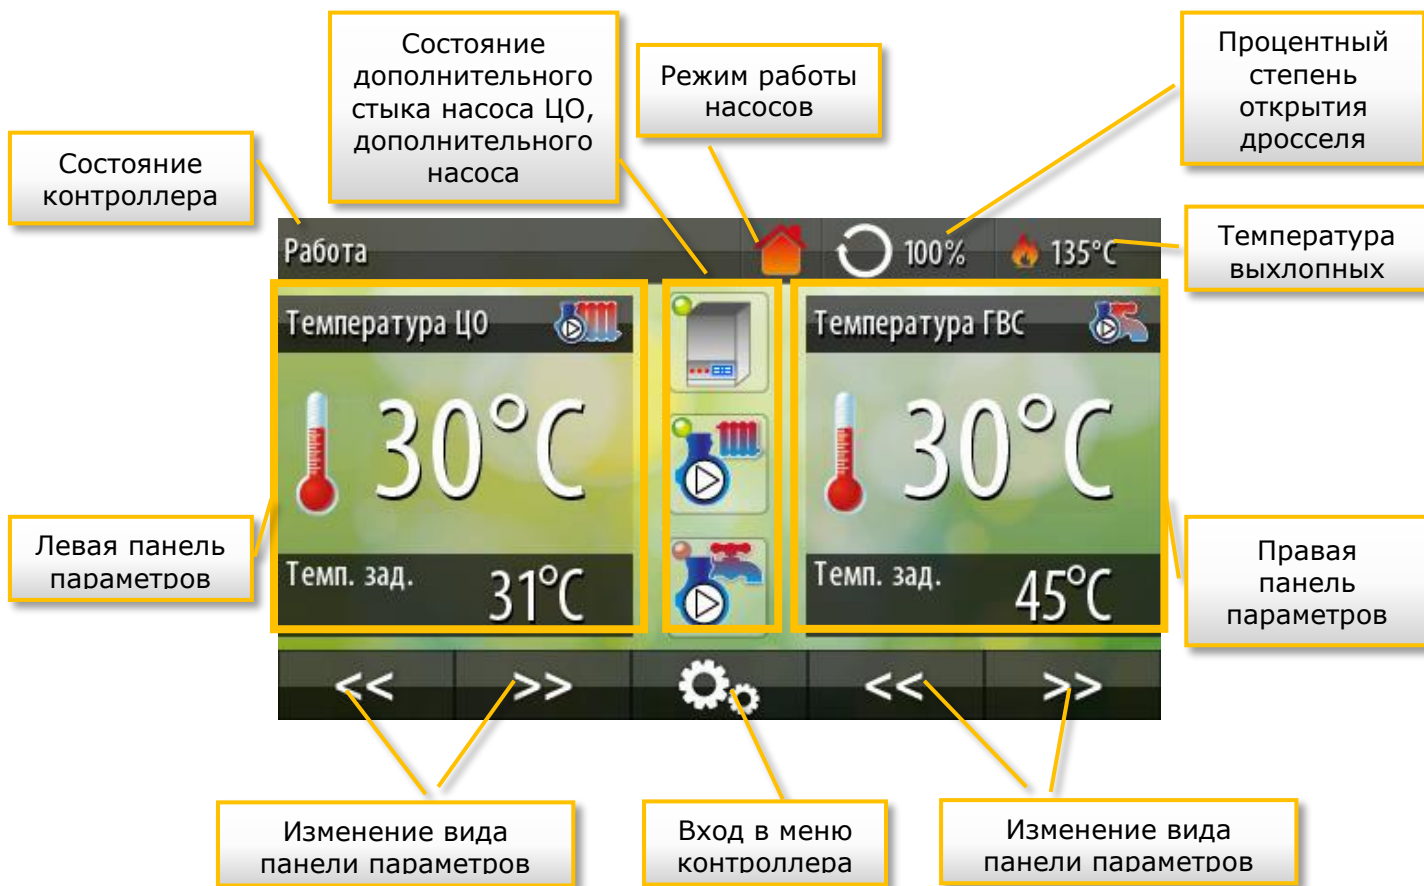 Состояние
дополнительного
стыка насоса ЦО,
дополнительного
насоса
Режим работы
насосов
Процентный
степень
открытия
дросселя
Состояние
контроллера
Температура
выхлопных
Работа
100%
135°C
Температура ЦО
Температура ГВС
30°C
30°C
Темп. зад.
31°C
Темп. зад.
45°C
Левая панель
параметров
Правая
панель
параметров
<<
>>
<<
>>
Изменение вида
панели параметров
Вход в меню
контроллера
Изменение вида
панели параметров